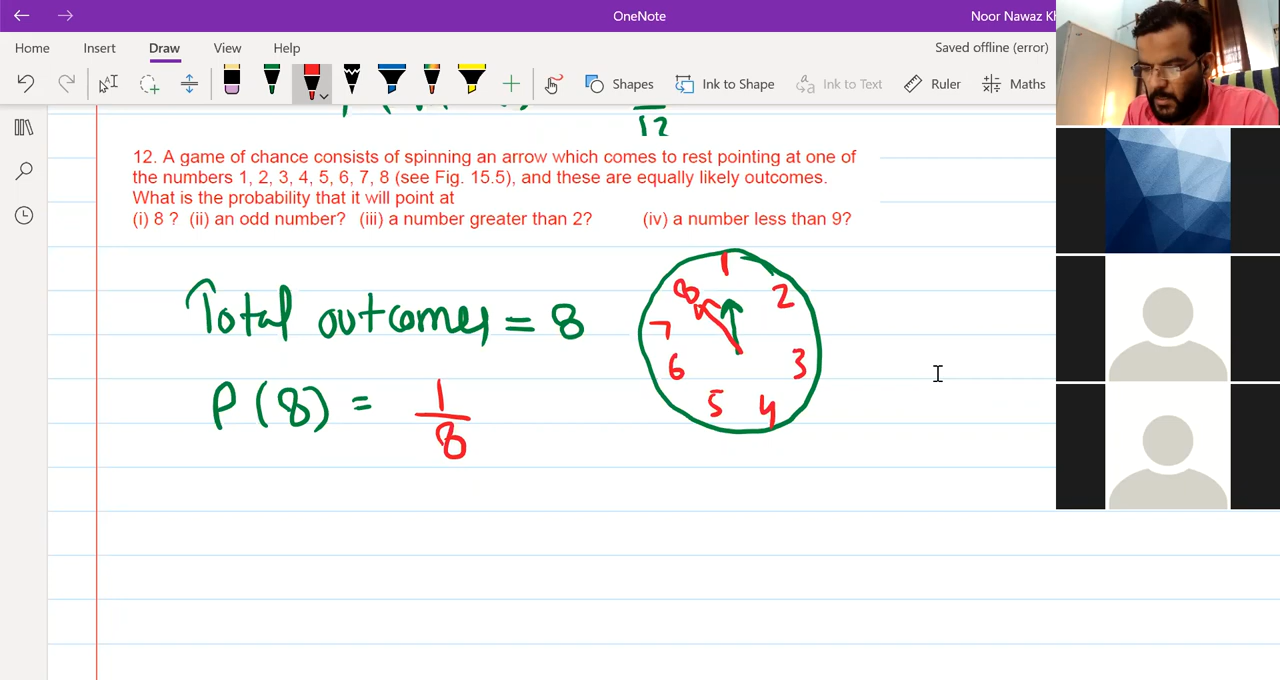 OneNote
Noor Nawaz Kh
Home Insert Draw View Help
Saved offline (error)
Shapes Ink to Shape Ink to Text Ruler Maths
12
12. A game of chance consists of spinning an arrow which comes to rest pointing at one of
the numbers 1, 2, 3, 4, 5, 6, 7, 8 (see Fig. 15.5), and these are equally likely outcomes.
What is the probability that it will point at
(i) 8 ? (ii) an odd number? (iii) a number greater than 2? (iv) a number less than 9?
Total outcomes = 8
P (8) = 1/8
1
2
3
4
5
6
7
8